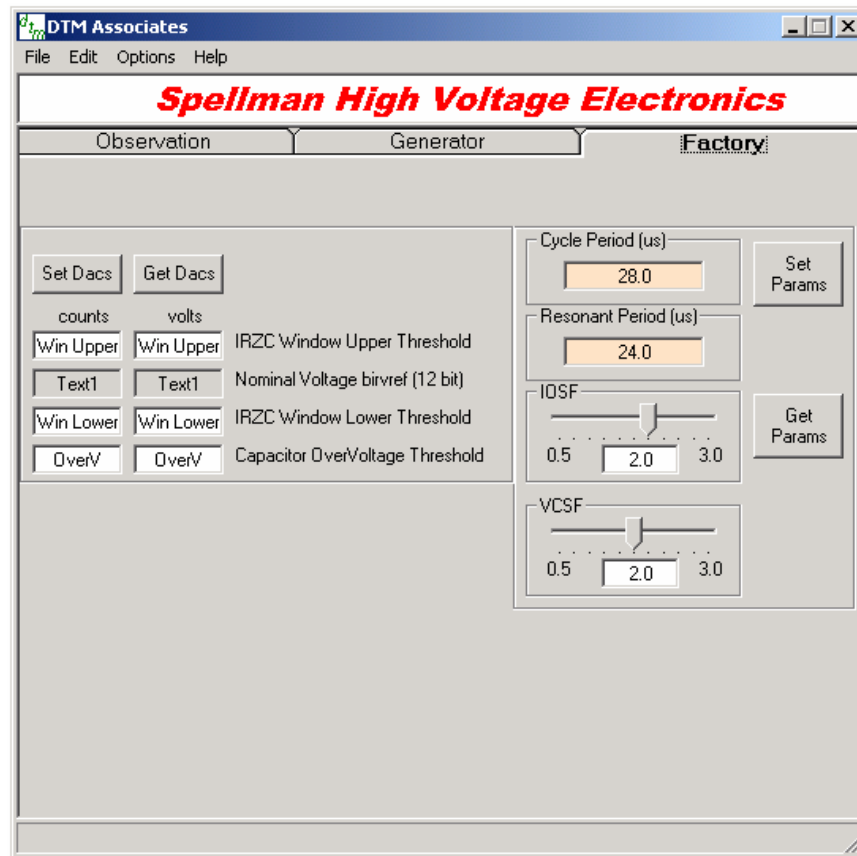 dtm DTM Associates
File Edit Options Help
Spellman High Voltage Electronics
Observation Generator Factory
Set Dacs Get Dacs
counts volts
Win Upper Win Upper IRZC Window Upper Threshold
Text1 Text1 Nominal Voltage birvref (12 bit)
Win Lower Win Lower IRZC Window Lower Threshold
OverV OverV Capacitor OverVoltage Threshold
Cycle Period (us)
28.0
Set
Params
Resonant Period (us)
24.0
IOSF
0.5 2.0 3.0
Get
Params
VCSF
0.5 2.0 3.0